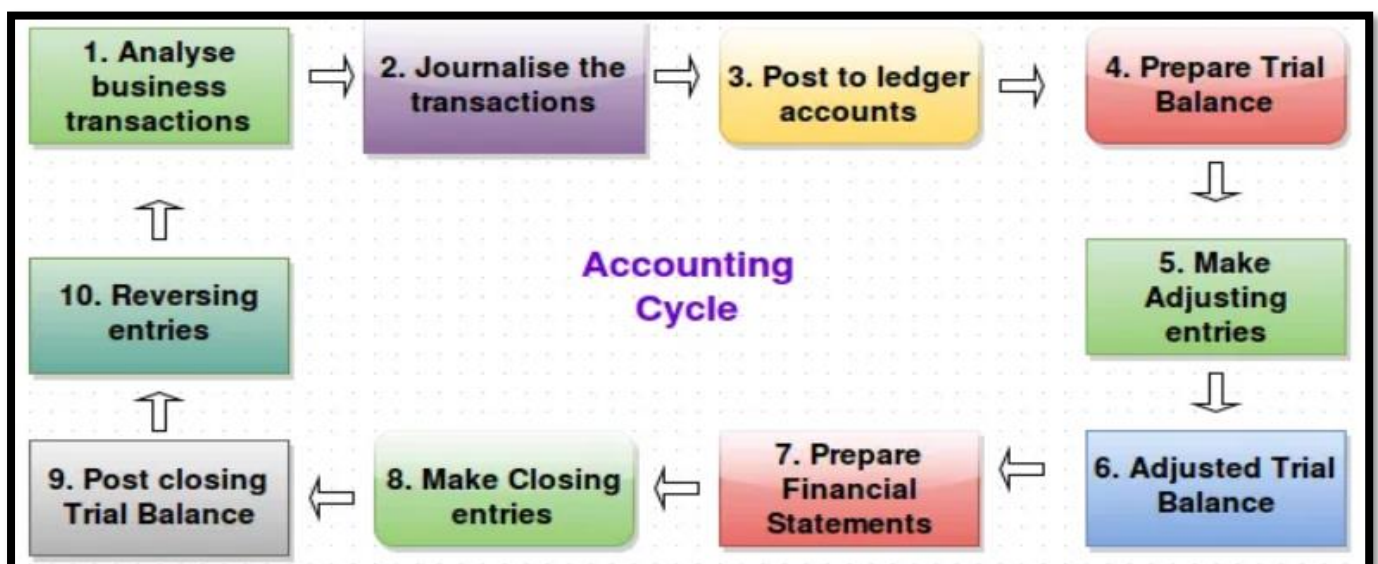 1. Analyse
business
transactions
2. Journalise the
transactions
3. Post to ledger
accounts
4. Prepare Trial
Balance
Accounting
Cycle
5. Make
Adjusting
entries
6. Adjusted Trial
Balance
7. Prepare
Financial
Statements
8. Make Closing
entries
9. Post closing
Trial Balance
10. Reversing
entries